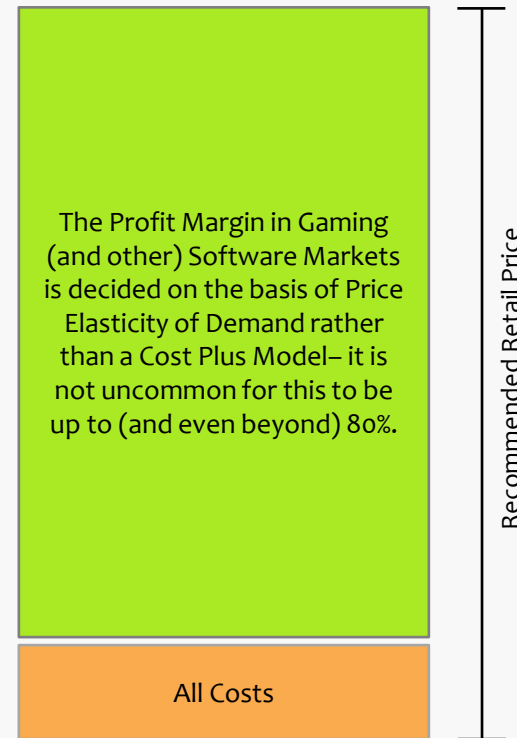 The Profit Margin in Gaming
(and other) Software Markets
is decided on the basis of Price
Elasticity of Demand rather
than a Cost Plus Model– it is
not uncommon for this to be
up to (and even beyond) 80%.
Recommended Retail Price
All Costs